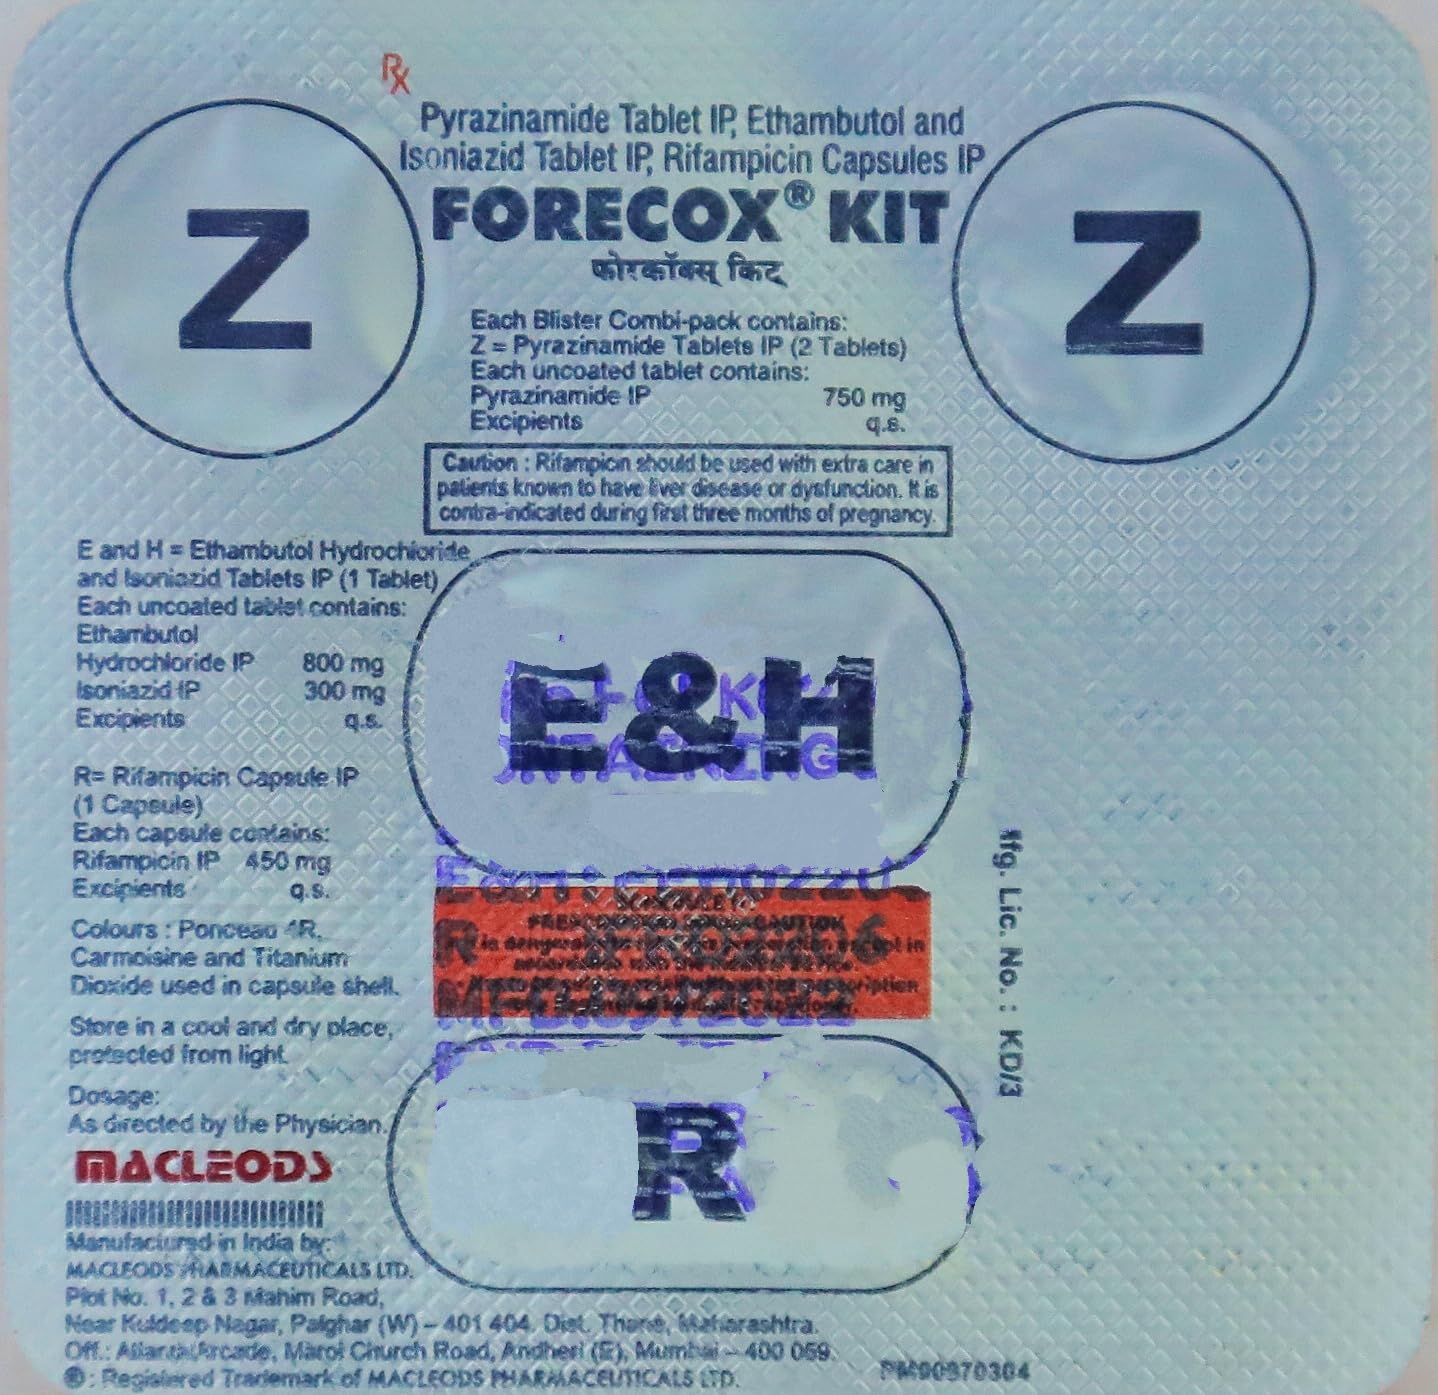 Rx
Pyrazinamide Tablet IP, Ethambutol and
Isoniazid Tablet IP, Rifampicin Capsules IP
FORECOX® KIT
फोरकॉक्स् किट्
Z
Z
Each Blister Combi-pack contains:
Z = Pyrazinamide Tablets IP (2 Tablets)
Each uncoated tablet contains:
Pyrazinamide IP 750 mg
Excipients q.s.
Caution : Rifampicin should be used with extra care in
patients known to have liver disease or dysfunction. It is
contra-indicated during first three months of pregnancy.
E and H = Ethambutol Hydrochloride
and Isoniazid Tablets IP (1 Tablet)
Each uncoated tablet contains:
Ethambutol
Hydrochloride IP 800 mg
Isoniazid IP 300 mg
Excipients q.s.
E&H
R= Rifampicin Capsule IP
(1 Capsule)
Each capsule contains:
Rifampicin IP 450 mg
Excipients q.s.
Colours : Ponceau 4R,
Carmoisine and Titanium
Dioxide used in capsule shell.
Store in a cool and dry place,
protected from light.
Dosage:
As directed by the Physician.
R
Mfg. Lic. No. : KD/3
MACLEODS
Manufactured in India by:
MACLEODS PHARMACEUTICALS LTD.
Plot No. 1, 2 & 3 Mahim Road,
Near Kuldeep Nagar, Palghar (W) – 401 404. Dist. Thane, Maharashtra.
Off.: Atlanta Arcade, Marol Church Road, Andheri (E), Mumbai – 400 059.
® : Registered Trademark of MACLEODS PHARMACEUTICALS LTD.
PM90970304